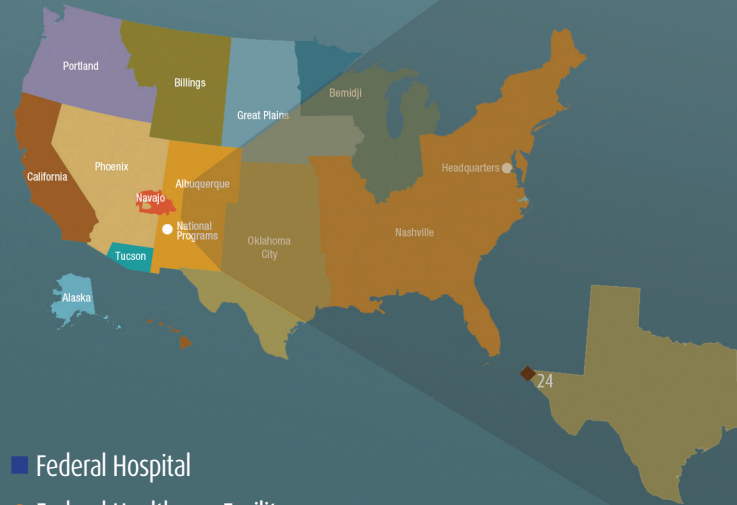 Portland
Billings
Great Plains
Bemidji
California
Phoenix
Navajo
Albuquerque
National
Programs
Headquarters
Tucson
Oklahoma
City
Nashville
Alaska
24
Federal Hospital